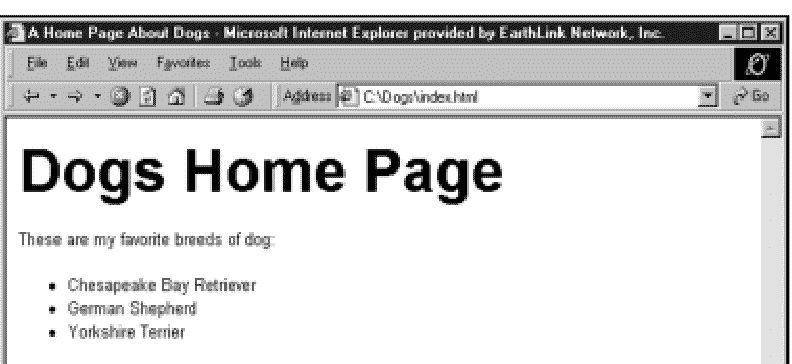 A Home Page About Dogs - Microsoft Internet Explorer provided by EarthLink Network, Inc.
File Edit View Favorites Tools Help
Address C:\Dogs\index.html Go
Dogs Home Page
These are my favorite breeds of dog:
• Chesapeake Bay Retriever
• German Shepherd
• Yorkshire Terrier